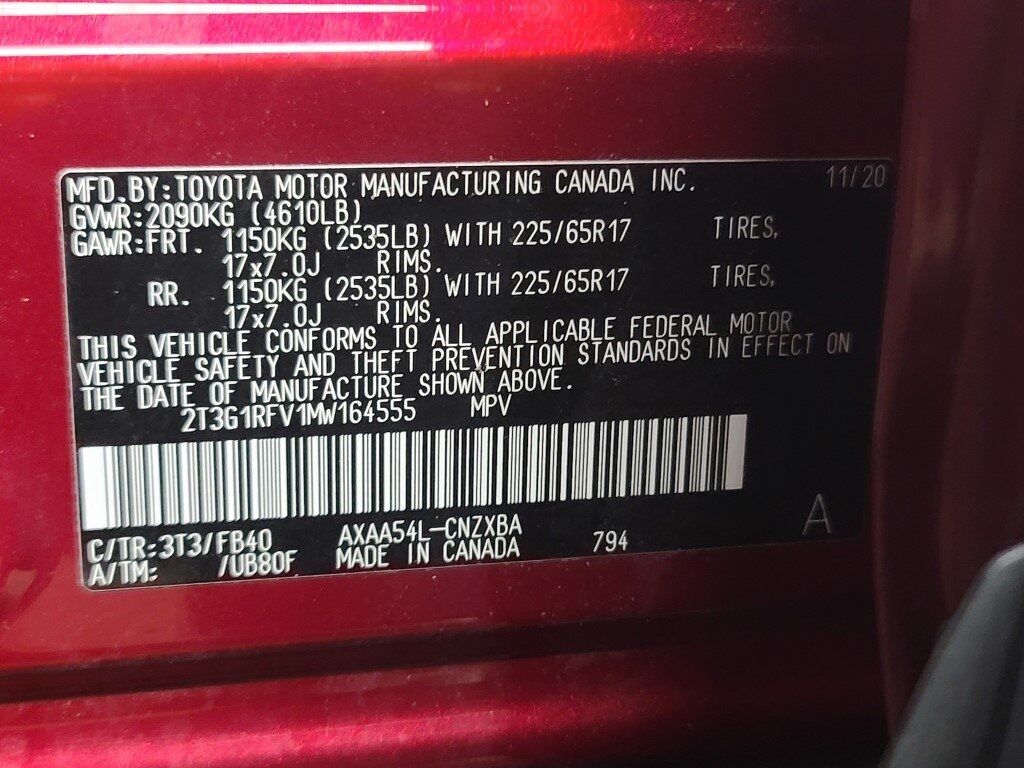 MFD.BY:TOYOTA MOTOR MANUFACTURING CANADA INC. 11/20
GVWR:2090KG (4610LB)
GAWR:FRT. 1150KG (2535LB) WITH 225/65R17 TIRES,
17x7.0J RIMS.
RR. 1150KG (2535LB) WITH 225/65R17 TIRES,
17x7.0J RIMS.
THIS VEHICLE CONFORMS TO ALL APPLICABLE FEDERAL MOTOR
VEHICLE SAFETY AND THEFT PREVENTION STANDARDS IN EFFECT ON
THE DATE OF MANUFACTURE SHOWN ABOVE.
2T3G1RFV1MW164555 MPV
A
C/TR:3T3/FB40 AXAA54L-CNZXBA 794
A/TM: /UB80F MADE IN CANADA